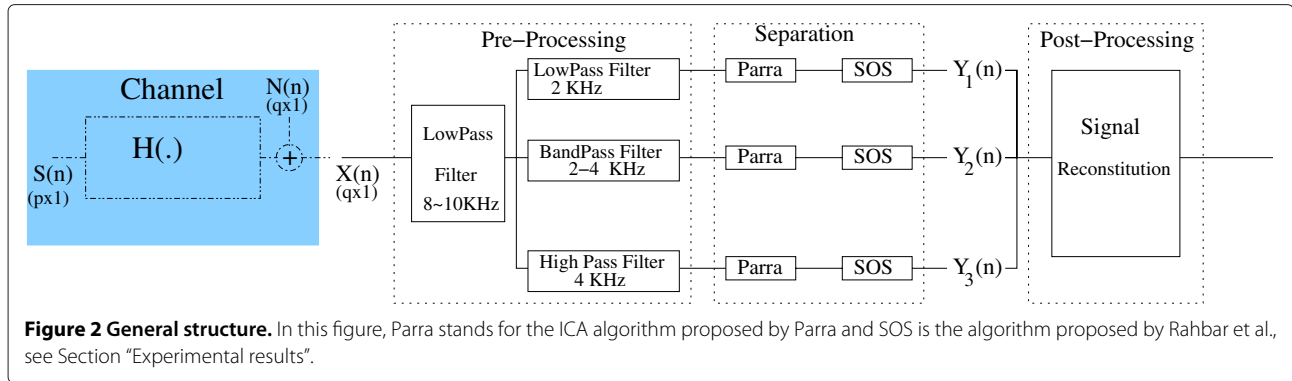 Channel
N(n)
(qx1)
H(.)
+
S(n)
(px1)
X(n)
(qx1)
Pre-Processing
LowPass
Filter
8~10KHz
LowPass Filter
2 KHz
BandPass Filter
2-4 KHz
High Pass Filter
4 KHz
Separation
Parra
SOS
Y1(n)
Parra
SOS
Y2(n)
Parra
SOS
Y3(n)
Post-Processing
Signal
Reconstitution
Figure 2 General structure. In this figure, Parra stands for the ICA algorithm proposed by Parra and SOS is the algorithm proposed by Rahbar et al.,
see Section “Experimental results”.